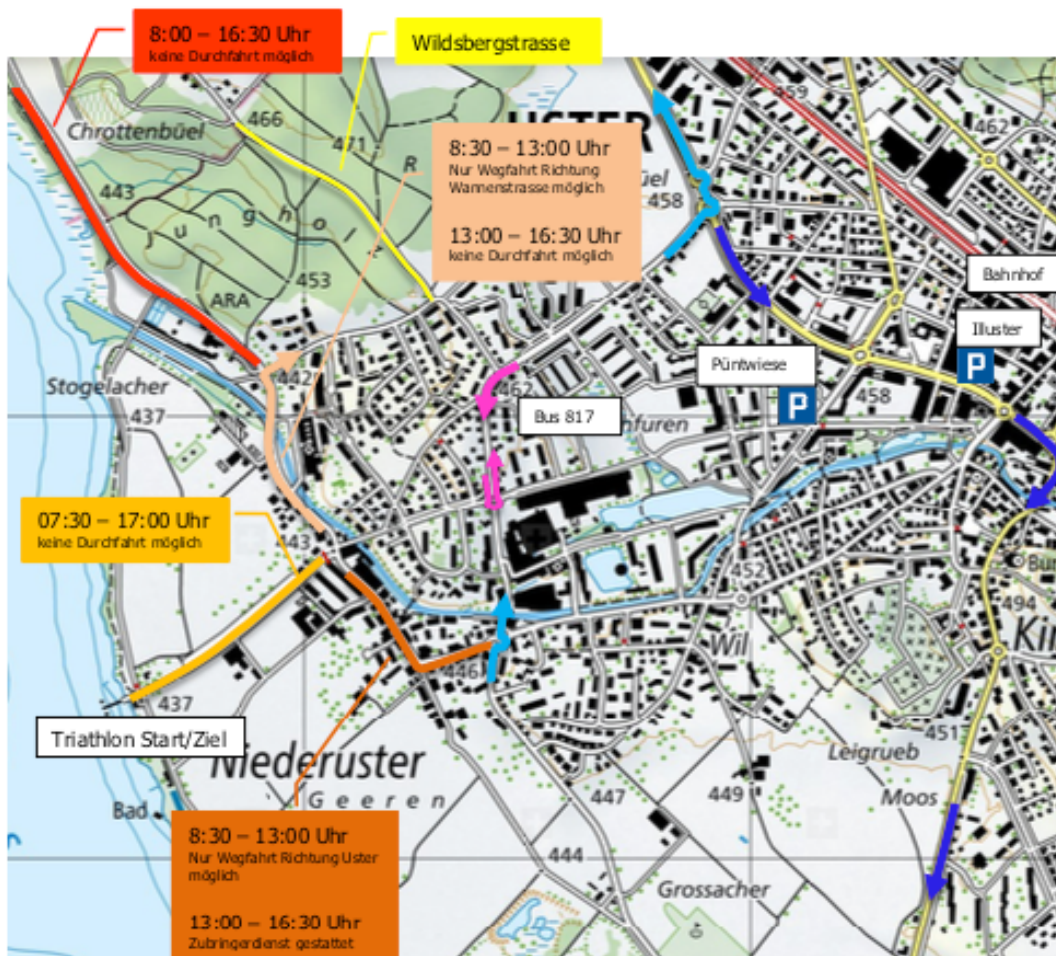 8:00 – 16:30 Uhr
keine Durchfahrt möglich
Wildsbergstrasse
459
466
462
Chrottenbüel
471
R
8:30 – 13:00 Uhr
Nur Wegfahrt Richtung
Wannerstrasse möglich
13:00 – 16:30 Uhr
keine Durchfahrt möglich
458
443
Jungholz
453
ARA
Bahnhof
Illuster
P
Püntwiese
P
442
462
458
Stogelacher
437
Bus 817
07:30 – 17:00 Uhr
keine Durchfahrt möglich
443
452
494
Wil
446
437
Triathlon Start/Ziel
Niederuster
451
Leigrueb
Geeren
447
449
Moos
Bad
8:30 – 13:00 Uhr
Nur Wegfahrt Richtung Uster
möglich
444
Grossacher
13:00 – 16:30 Uhr
Zubringerdienst gestattet